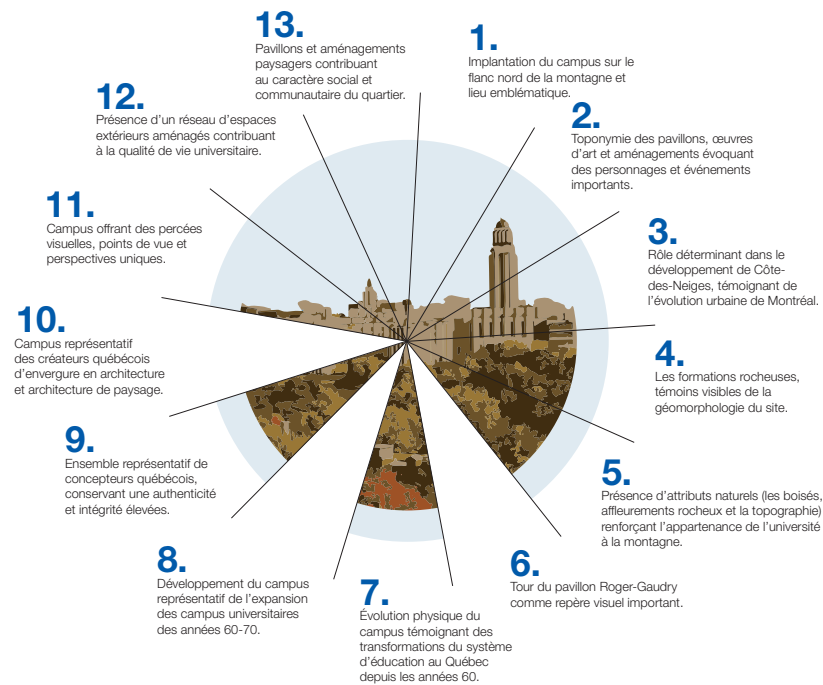 1.
Implantation du campus sur le
flanc nord de la montagne et
lieu emblématique.
2.
Toponymie des pavillons, œuvres
d'art et aménagements évoquant
des personnages et événements
importants.
3.
Rôle déterminant dans le
développement de Côte-
des-Neiges, témoignant de
l'évolution urbaine de Montréal.
4.
Les formations rocheuses,
témoins visibles de la
géomorphologie du site.
5.
Présence d'attributs naturels (les boisés,
affleurements rocheux et la topographie)
renforçant l'appartenance de l'université
à la montagne.
6.
Tour du pavillon Roger-Gaudry
comme repère visuel important.
7.
Évolution physique du
campus témoignant des
transformations du système
d'éducation au Québec
depuis les années 60.
8.
Développement du campus
représentatif de l'expansion
des campus universitaires
des années 60-70.
9.
Ensemble représentatif de
concepteurs québécois,
conservant une authenticité
et intégrité élevées.
10.
Campus représentatif
des créateurs québécois
d'envergure en architecture
et architecture de paysage.
11.
Campus offrant des percées
visuelles, points de vue et
perspectives uniques.
12.
Présence d'un réseau d'espaces
extérieurs aménagés contribuant
à la qualité de vie universitaire.
13.
Pavillons et aménagements
paysagers contribuant
au caractère social et
communautaire du quartier.